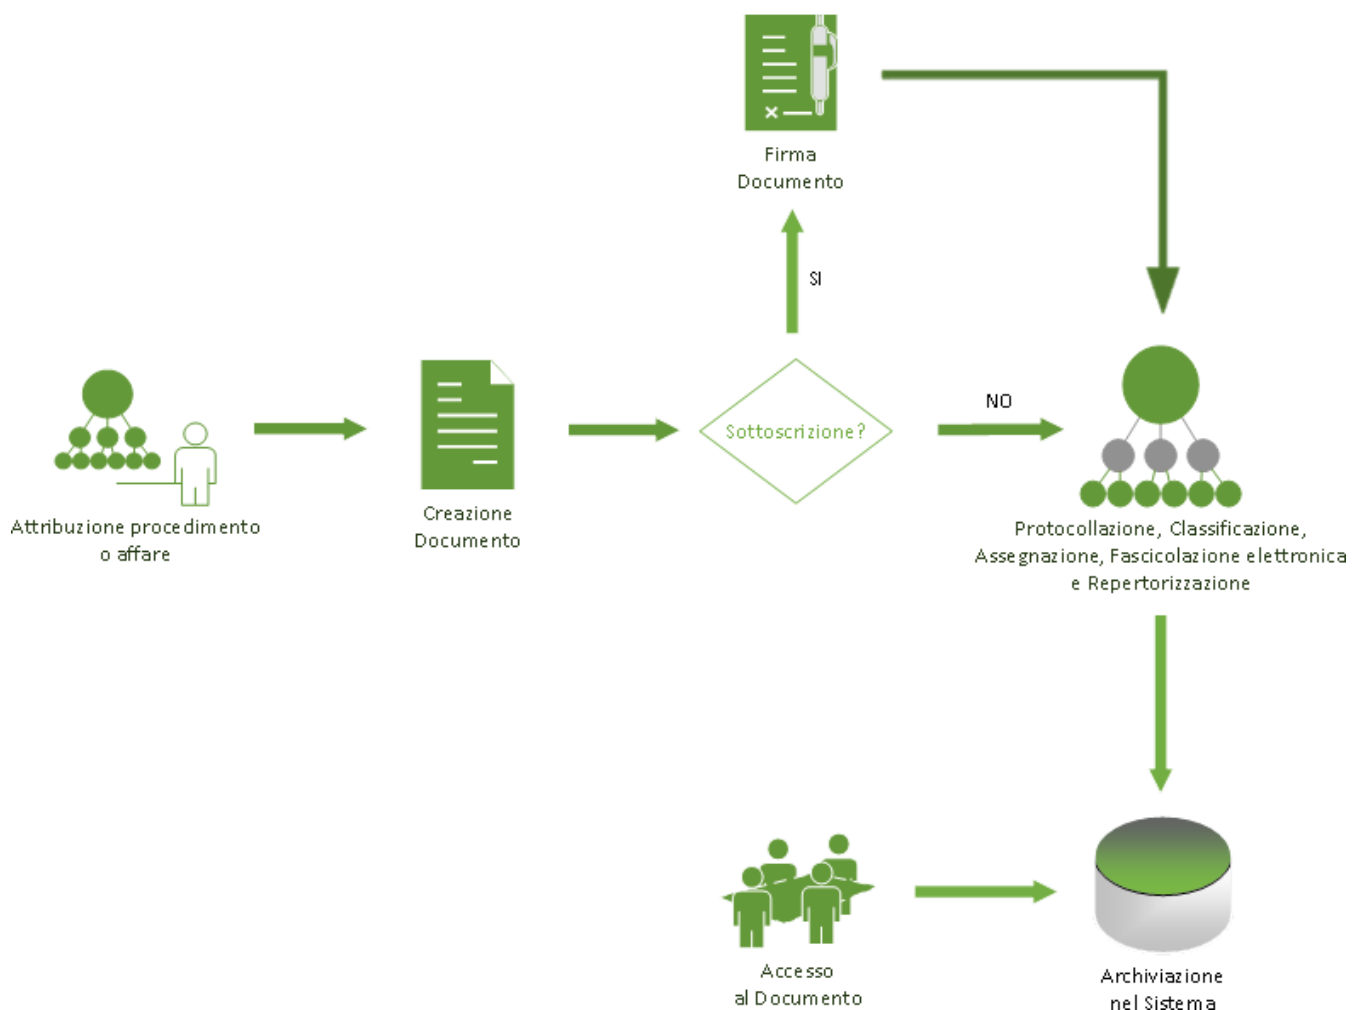 Firma
Documento
SI
NO
Sottoscrizione?
Attribuzione procedimento
o affare
Creazione
Documento
Protocollazione, Classificazione,
Assegnazione, Fascicolazione elettronica
e Repertorizzazione
Accesso
al Documento
Archiviazione
nel Sistema